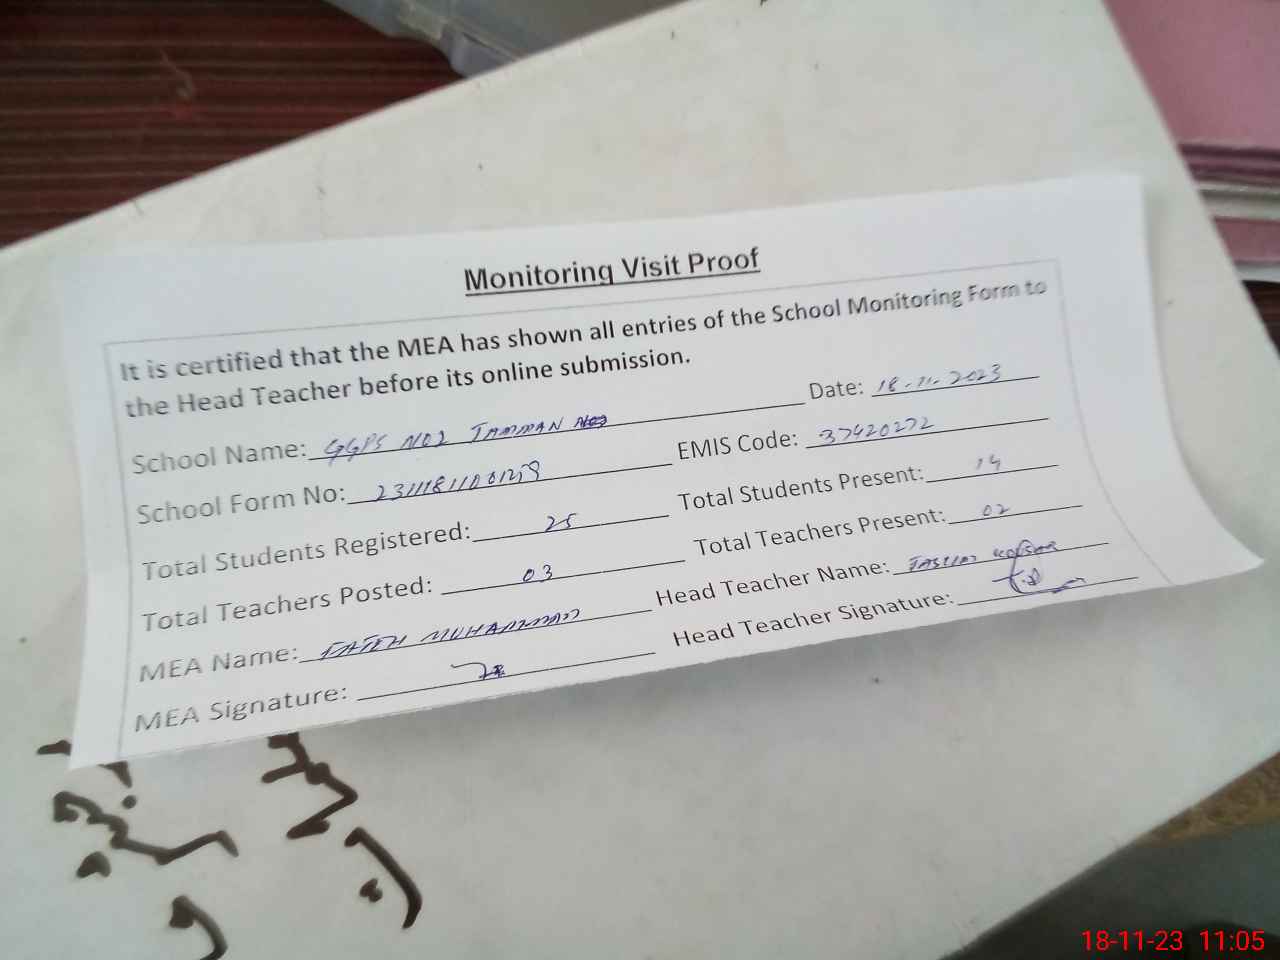 Monitoring Visit Proof
It is certified that the MEA has shown all entries of the School Monitoring Form to
the Head Teacher before its online submission.
School Name: GGPS NO2 JAMMAN Date: 18-11-2023
School Form No: EMIS Code: 37420272
Total Students Registered: 25 Total Students Present: 14
Total Teachers Posted: 03 Total Teachers Present: 02
MEA Name: FATEH MUHAMMAD Head Teacher Name: KOSAR
MEA Signature: Head Teacher Signature:
18-11-23 11:05